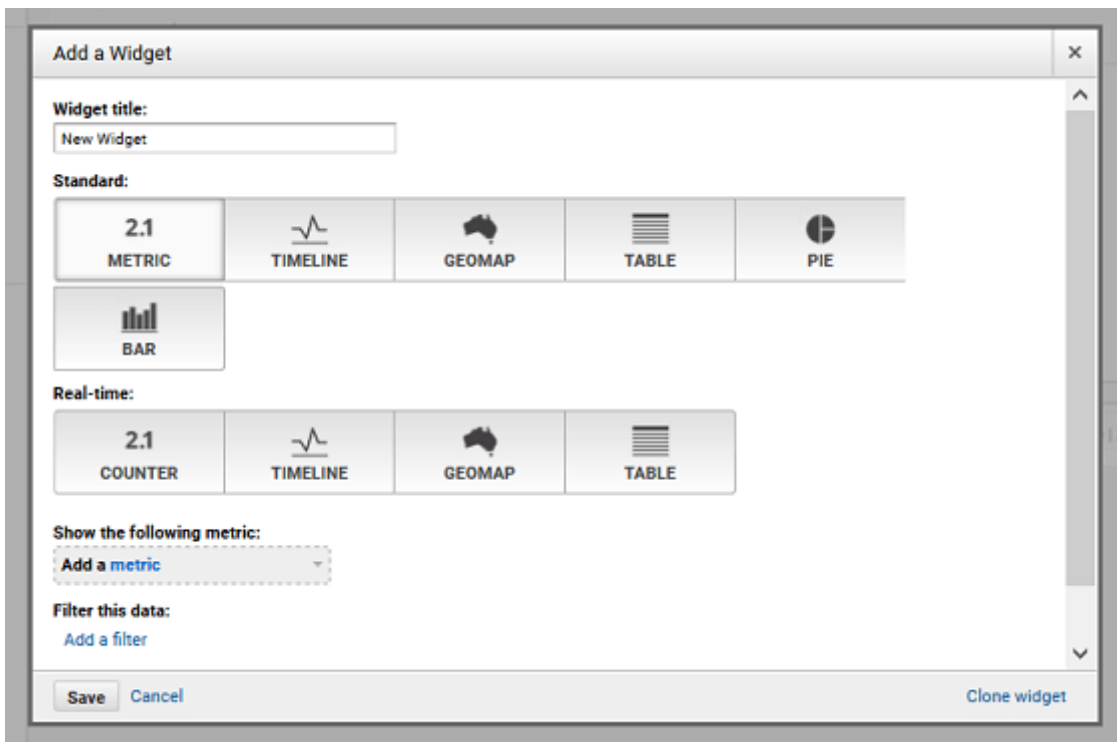 Add a Widget
×
Widget title:
New Widget
Standard:
2.1
METRIC TIMELINE GEOMAP TABLE PIE
BAR
Real-time:
2.1
COUNTER TIMELINE GEOMAP TABLE
Show the following metric:
Add a metric
Filter this data:
Add a filter
Save Cancel Clone widget